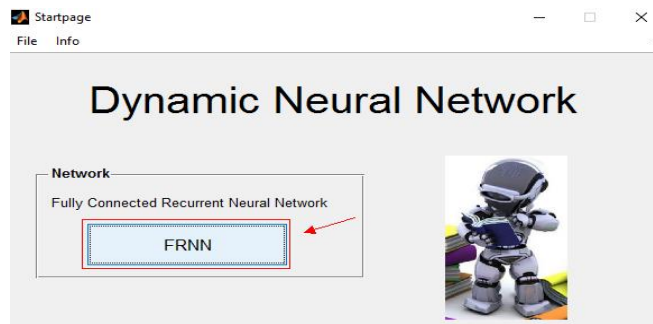 Startpage
File Info
Dynamic Neural Network
Network
Fully Connected Recurrent Neural Network
FRNN